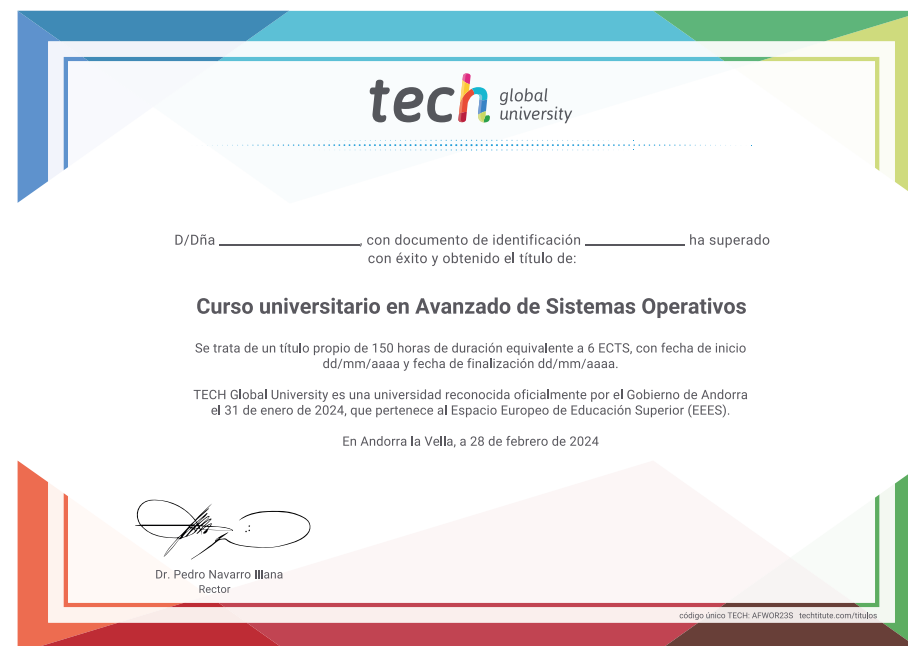 tech global university
D/Dña ______________, con documento de identificación __________ ha superado
con éxito y obtenido el título de:
Curso universitario en Avanzado de Sistemas Operativos
Se trata de un título propio de 150 horas de duración equivalente a 6 ECTS, con fecha de inicio
dd/mm/aaaa y fecha de finalización dd/mm/aaaa.
TECH Global University es una universidad reconocida oficialmente por el Gobierno de Andorra
el 31 de enero de 2024, que pertenece al Espacio Europeo de Educación Superior (EEES).
En Andorra la Vella, a 28 de febrero de 2024
Dr. Pedro Navarro Illana
Rector
código único TECH: AFWOR23S techtitute.com/titulos